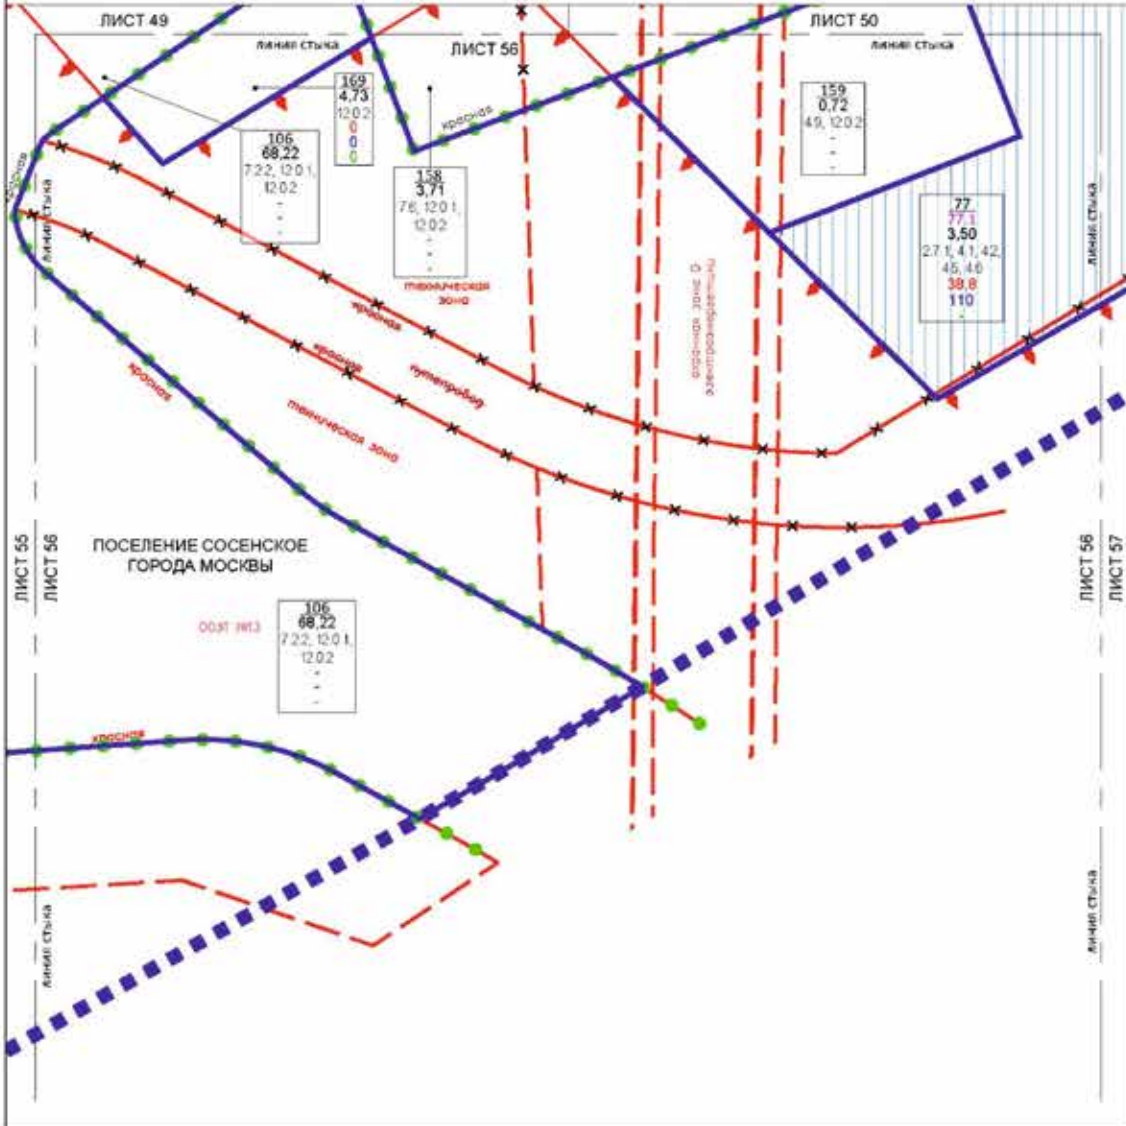 ЛИСТ 49
ЛИСТ 50
линия стыка
ЛИСТ 56
линия стыка
169
4,73
12.0.2
0
0
0
159
0,72
4.9, 12.0.2
-
-
-
красная
106
68,22
7.2.2, 12.0.1,
12.0.2
-
-
-
158
3,71
7.6, 12.0.1,
12.0.2
-
-
-
77
77.1
3,50
2.7.1, 4.1, 4.2,
4.5, 4.6
38,8
110
-
красная
линия стыка
линия стыка
техническая
зона
красная
красная
путепровод
красная
техническая зона
ЛИСТ 55
ЛИСТ 56
ПОСЕЛЕНИЕ СОСЕНСКОЕ
ГОРОДА МОСКВЫ
ЛИСТ 56
ЛИСТ 57
106
68,22
7.2.2, 12.0.1,
12.0.2
-
-
-
красная
линия стыка
линия стыка